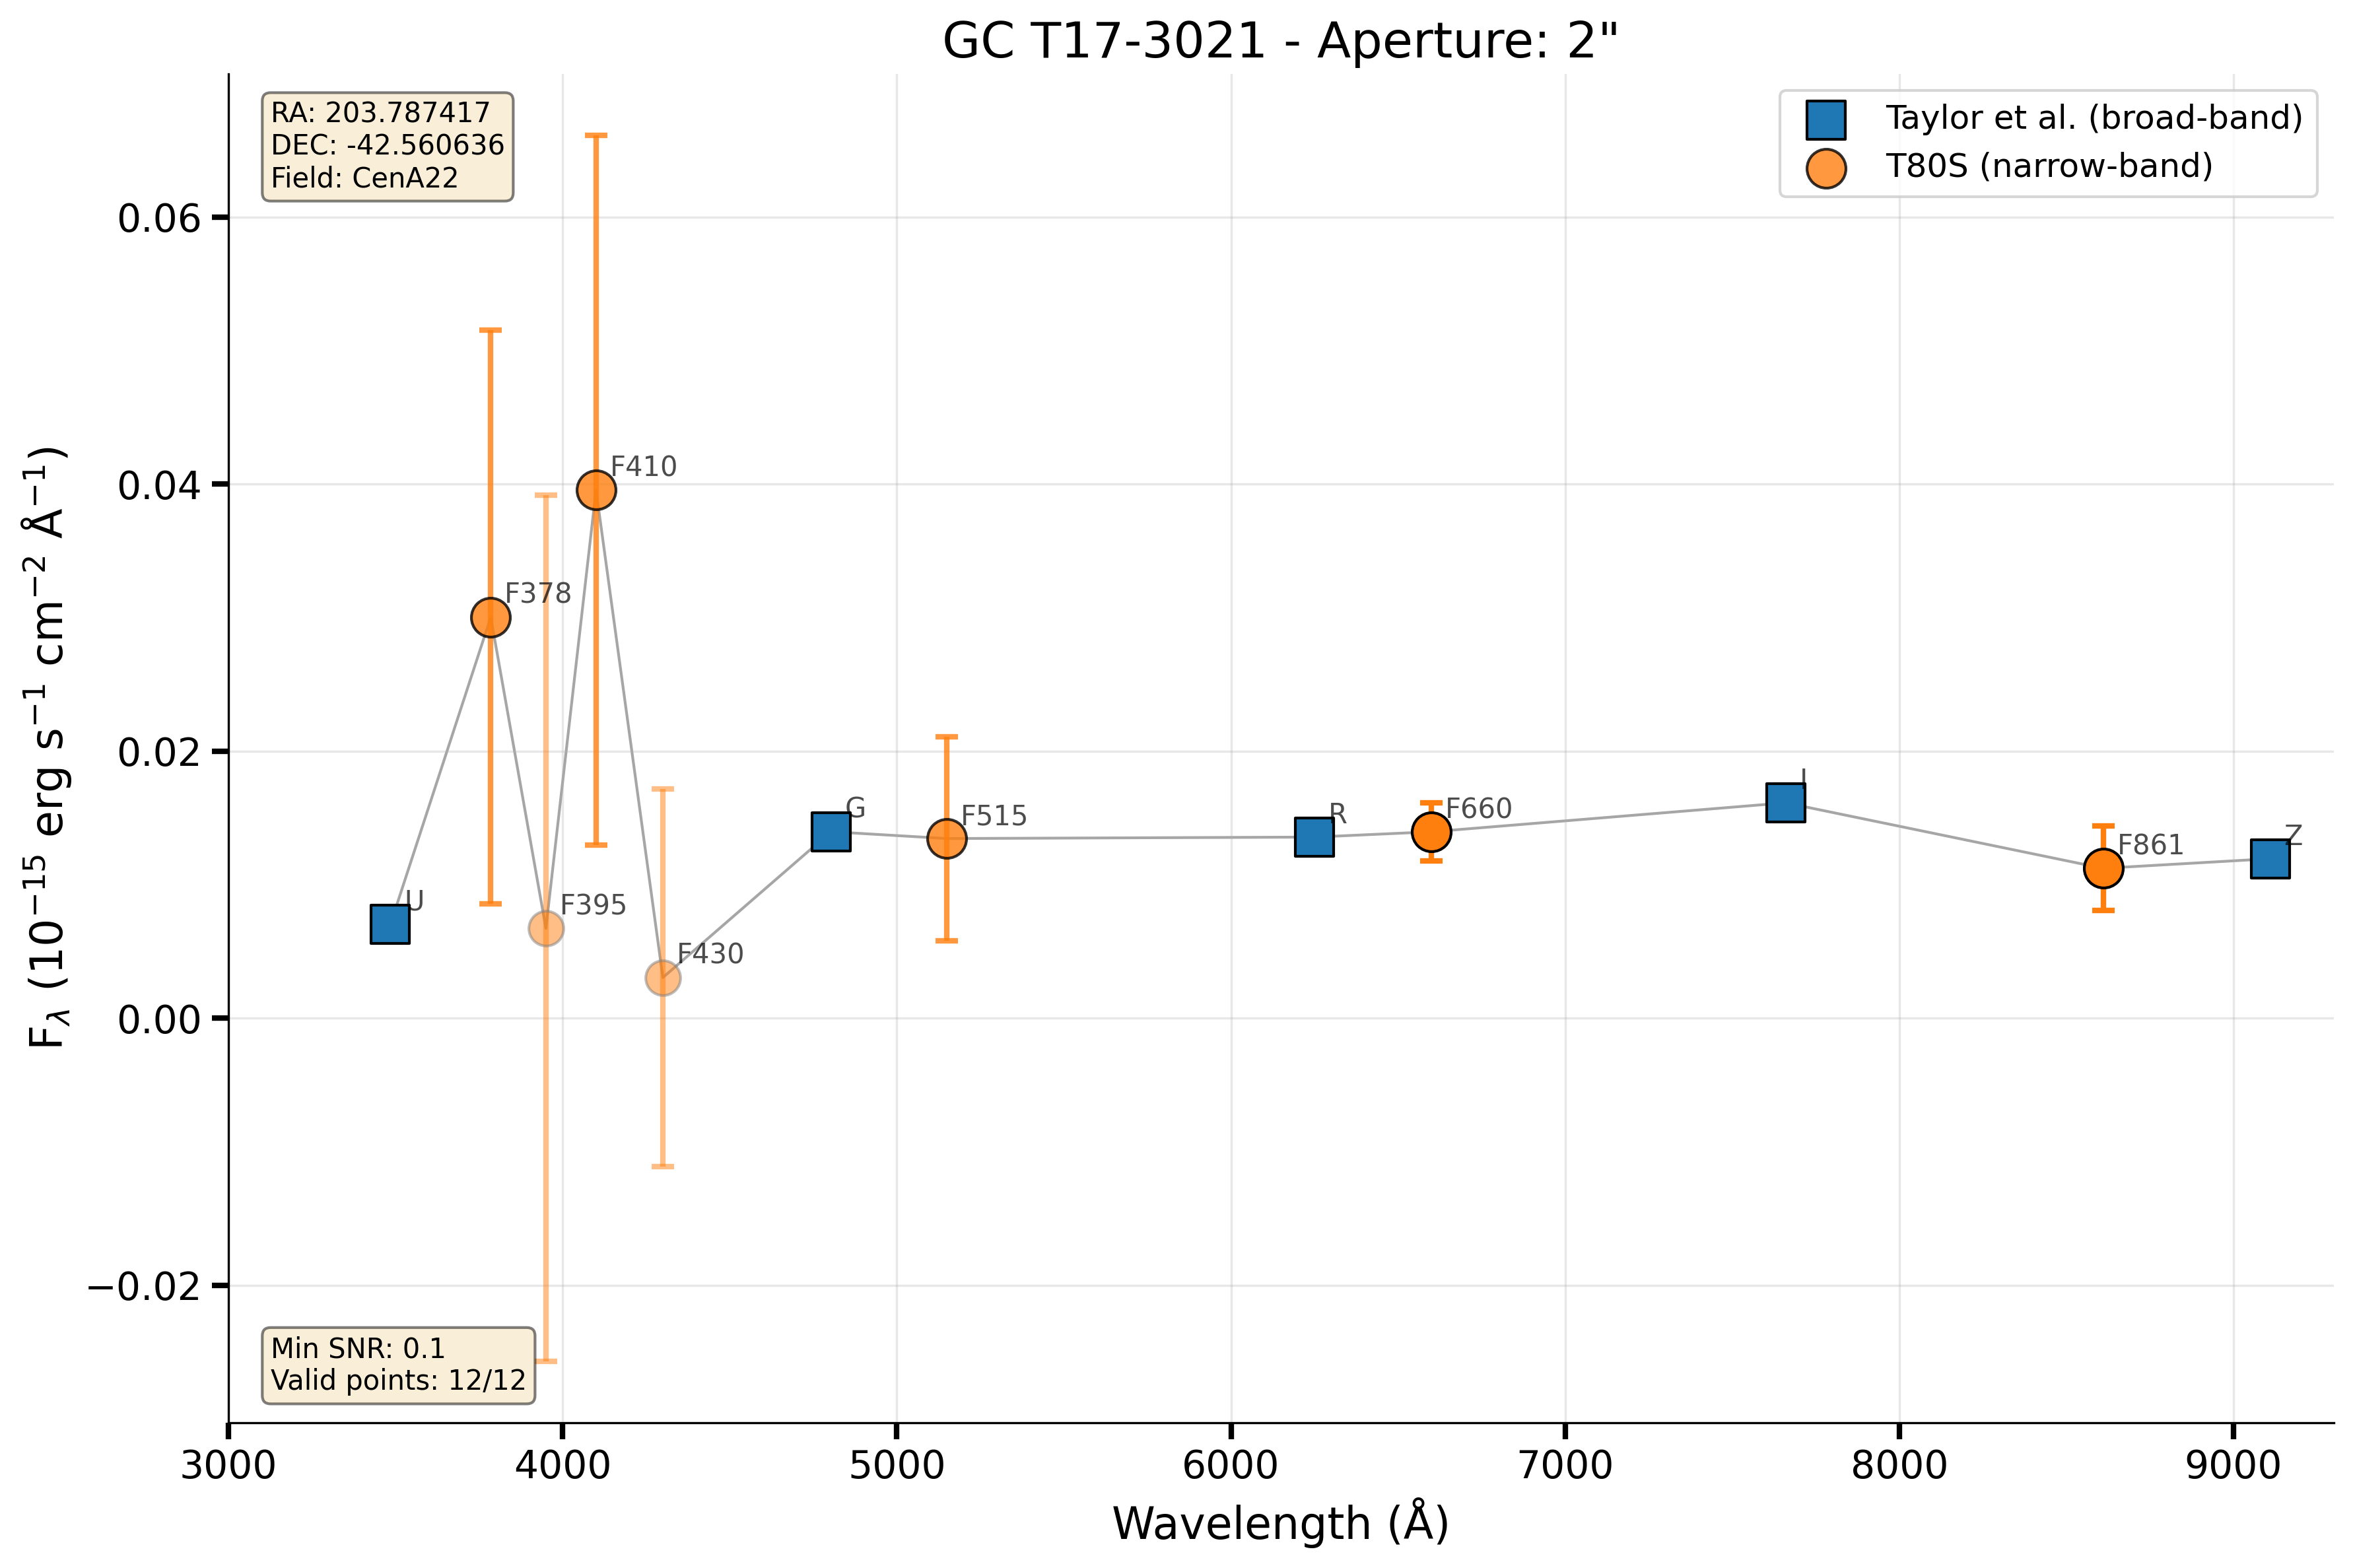 GC T17-3021 - Aperture: 2"
RA: 203.787417
DEC: -42.560636
Field: CenA22
Taylor et al. (broad-band)
T80S (narrow-band)
0.06
0.04
0.02
0.00
−0.02
F_λ (10⁻¹⁵ erg s⁻¹ cm⁻² Å⁻¹)
U
F378
F395
F410
F430
G
F515
R
F660
I
F861
Z
Min SNR: 0.1
Valid points: 12/12
3000 4000 5000 6000 7000 8000 9000
Wavelength (Å)